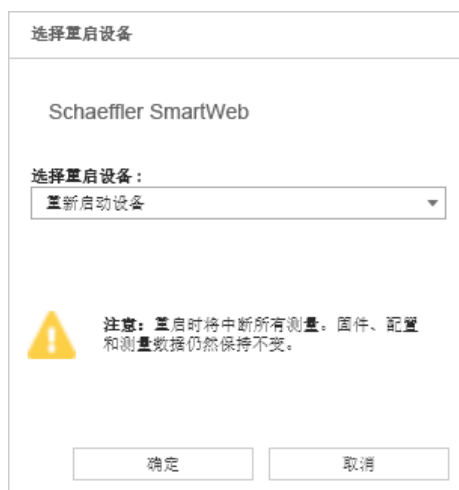 选择重启设备
Schaeffler SmartWeb
选择重启设备：
重新启动设备
注意：重启时将中断所有测量。固件、配置
和测量数据仍然保持不变。
确定
取消